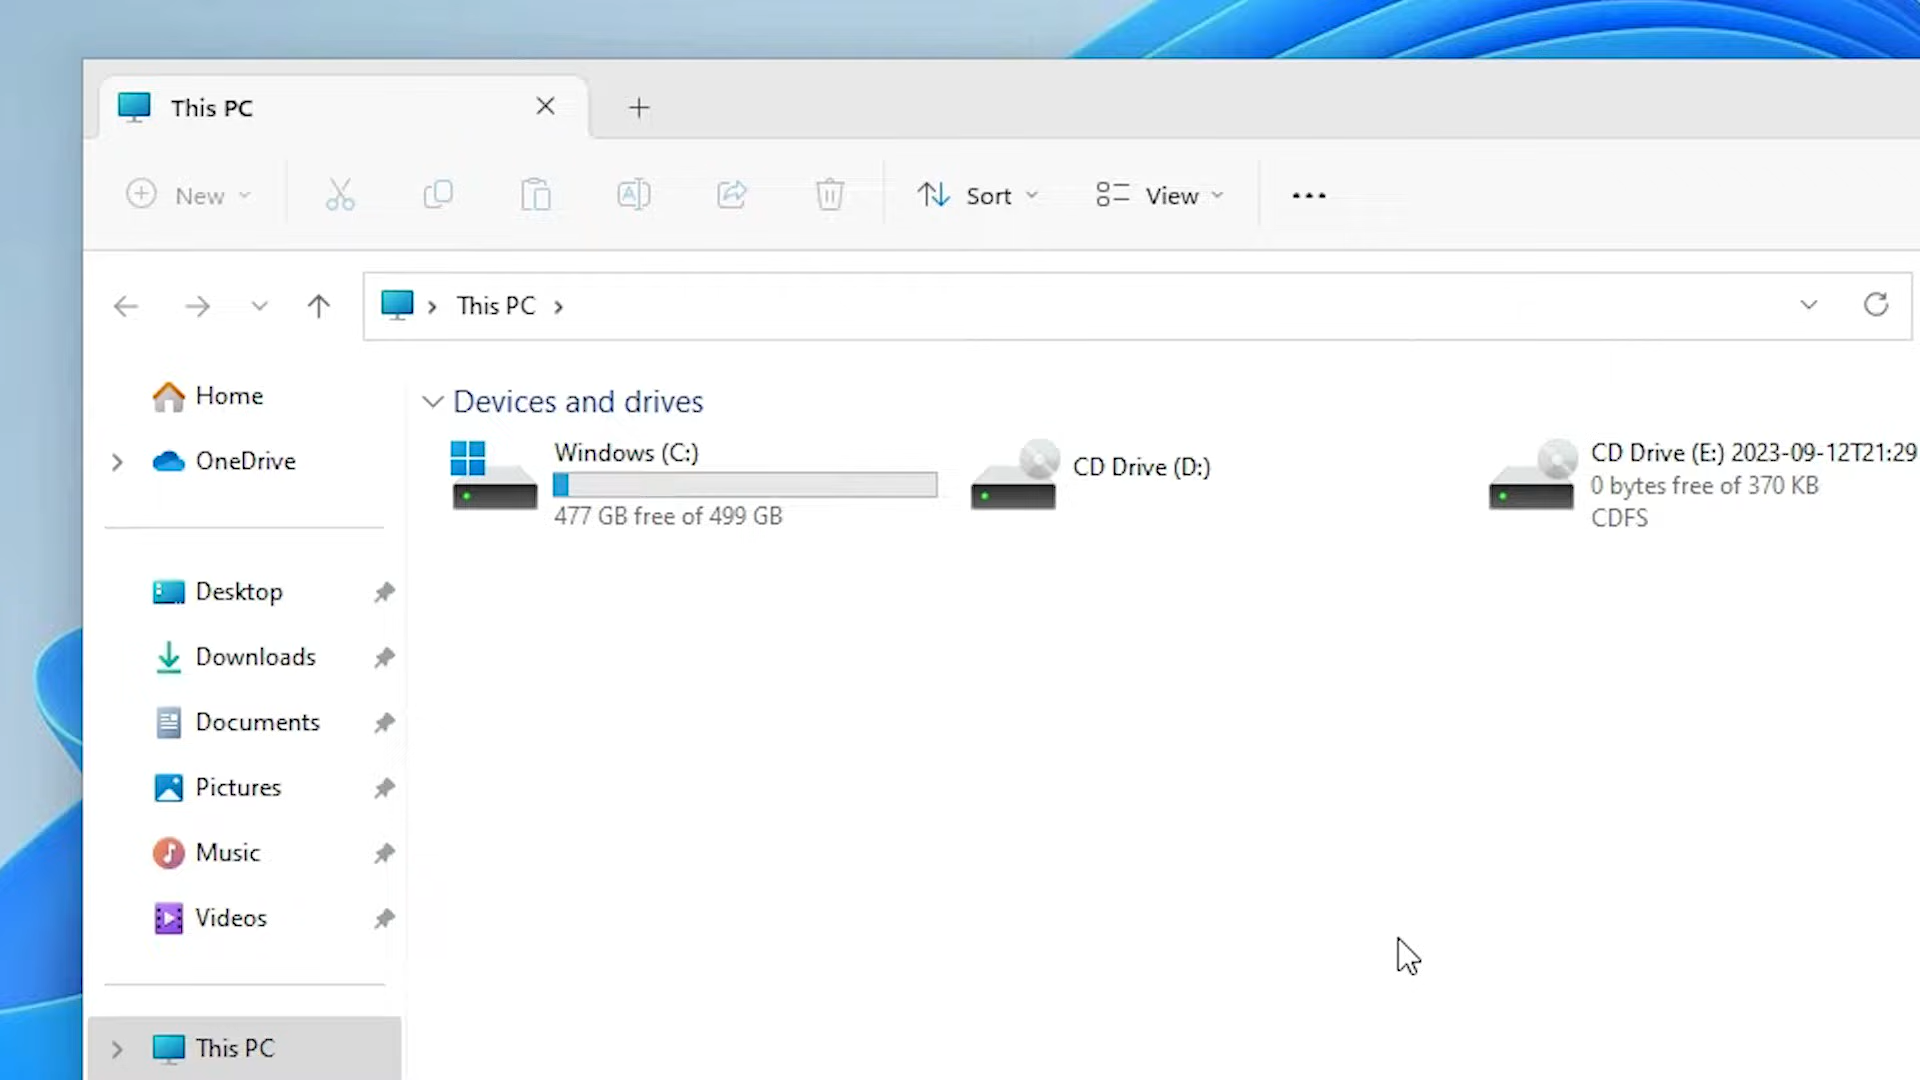 This PC
New
Sort
View
This PC
Home
OneDrive
Desktop
Downloads
Documents
Pictures
Music
Videos
This PC
Devices and drives
Windows (C:)
477 GB free of 499 GB
CD Drive (D:)
CD Drive (E:) 2023-09-12T21:29
0 bytes free of 370 KB
CDFS